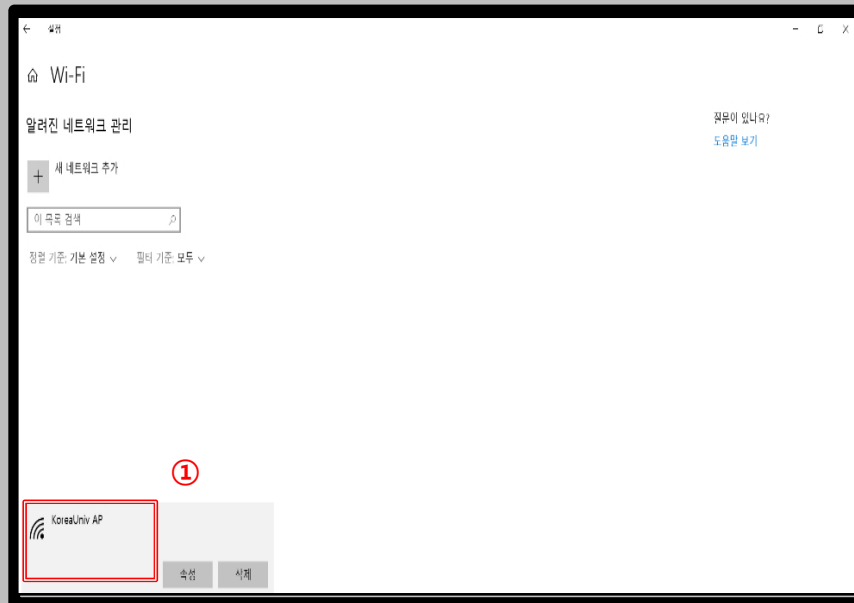 설정
Wi-Fi
알려진 네트워크 관리
질문이 있나요?
도움말 보기
새 네트워크 추가
이 목록 검색
정렬 기준: 기본 설정
필터 기준: 모두
①
KoreaUniv AP
속성
삭제